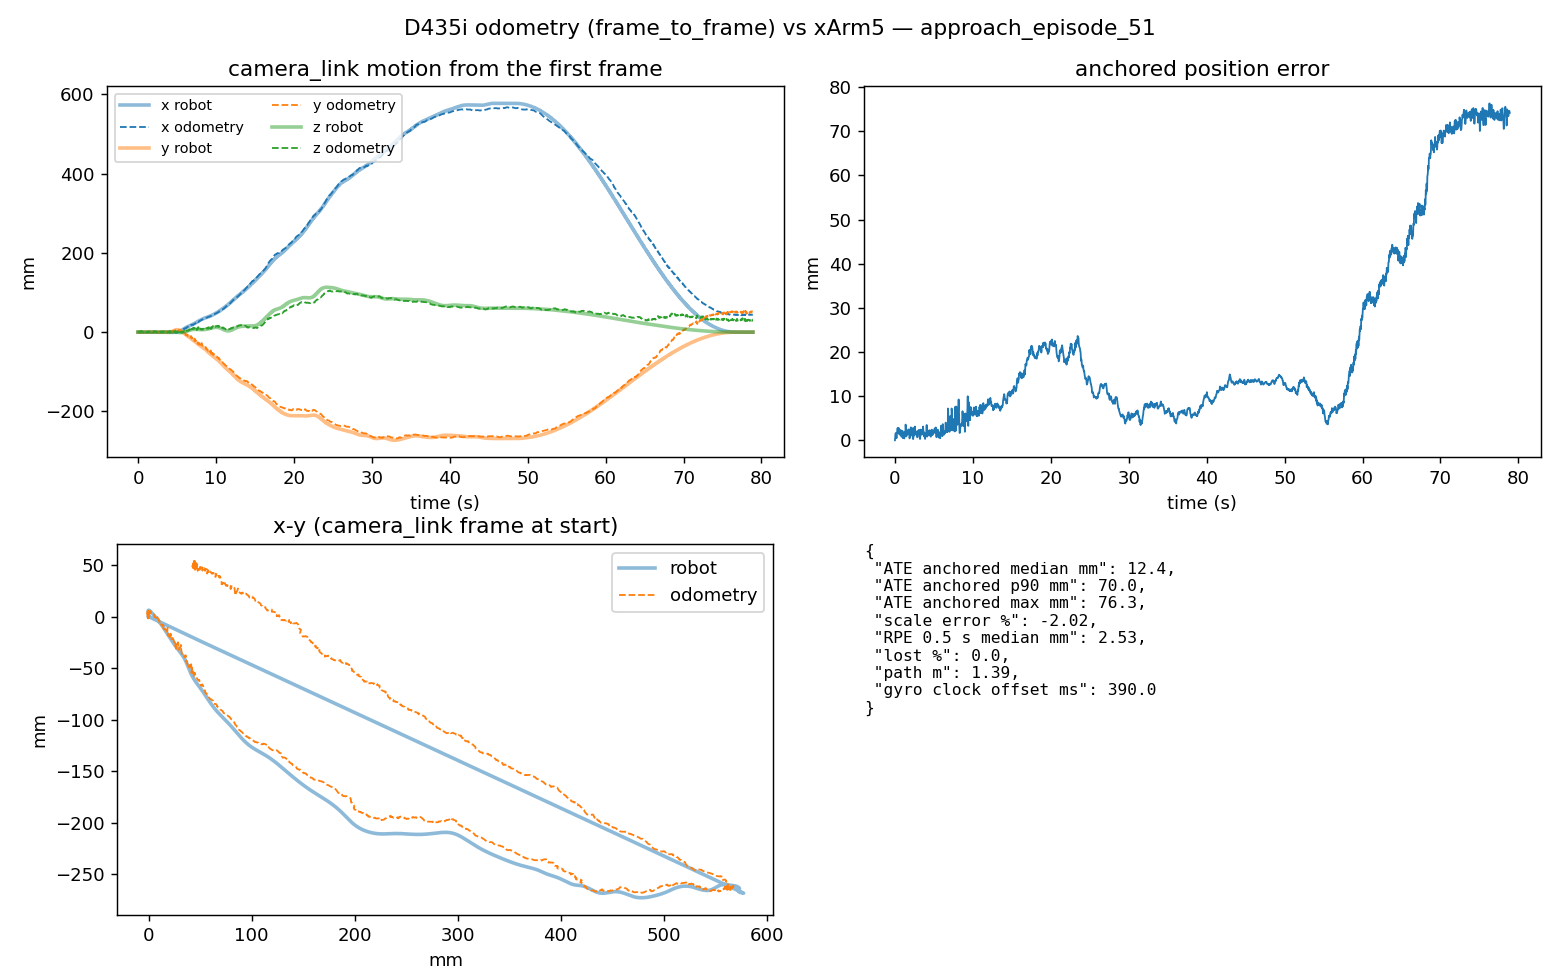 D435i odometry (frame_to_frame) vs xArm5 — approach_episode_51
camera_link motion from the first frame
600
400
200
0
−200
mm
x robot
x odometry
y robot
y odometry
z robot
z odometry
0 10 20 30 40 50 60 70 80
time (s)
anchored position error
80
70
60
50
40
30
20
10
0
mm
0 10 20 30 40 50 60 70 80
time (s)
x-y (camera_link frame at start)
50
0
−50
−100
−150
−200
−250
mm
robot
odometry
0 100 200 300 400 500 600
mm
{
"ATE anchored median mm": 12.4,
"ATE anchored p90 mm": 70.0,
"ATE anchored max mm": 76.3,
"scale error %": -2.02,
"RPE 0.5 s median mm": 2.53,
"lost %": 0.0,
"path m": 1.39,
"gyro clock offset ms": 390.0
}